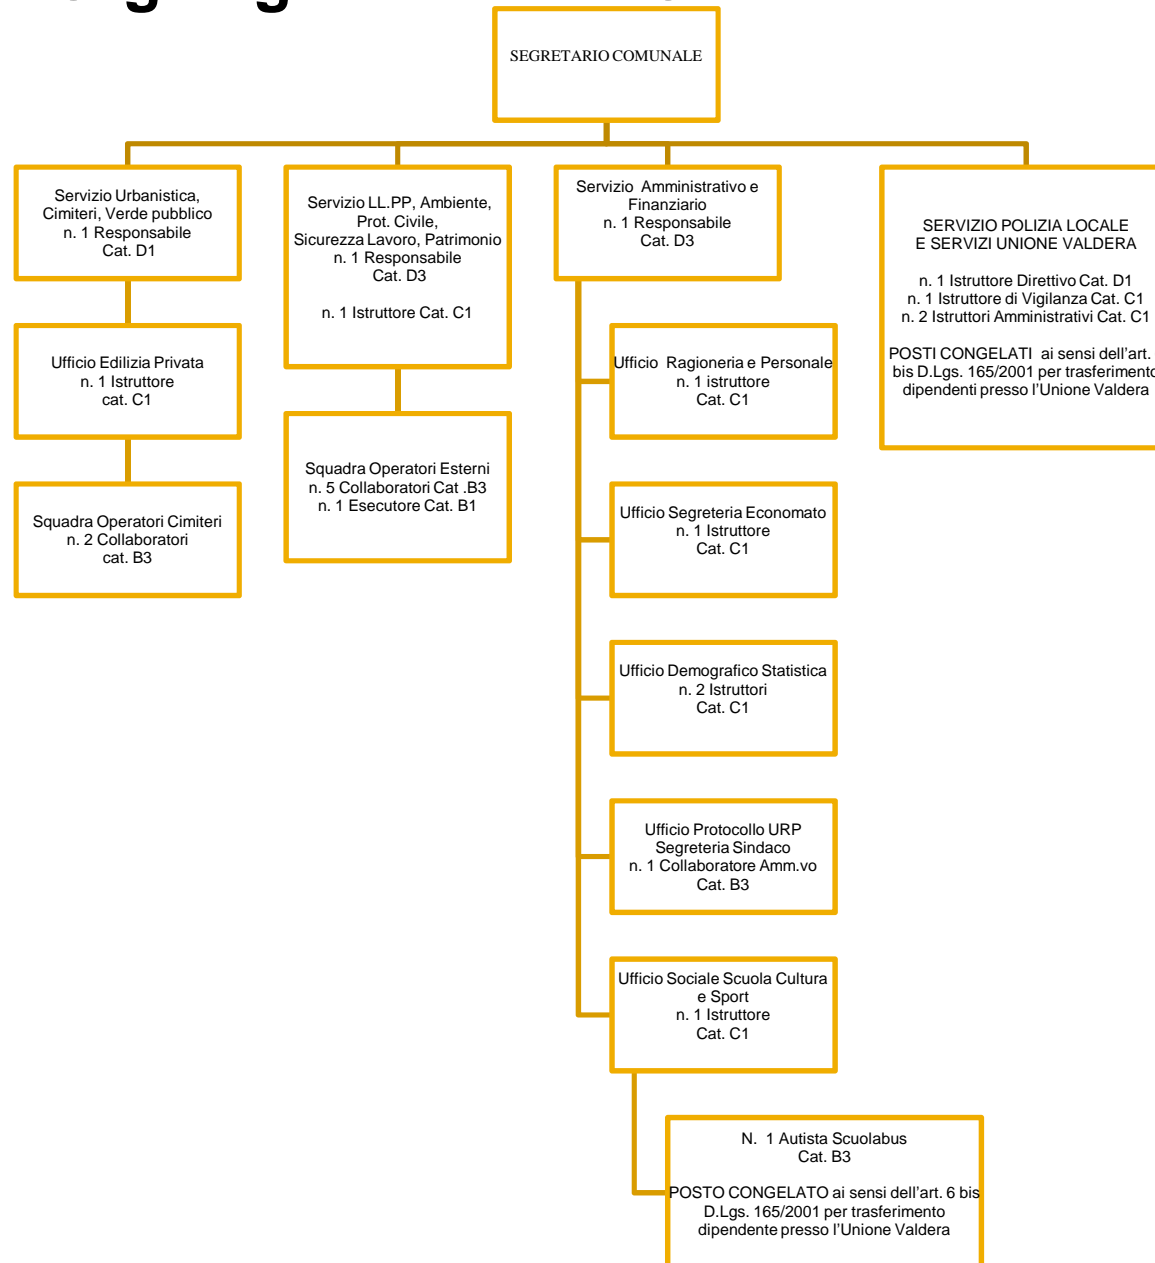 SEGRETARIO COMUNALE
Servizio Urbanistica,
Cimiteri, Verde pubblico
n. 1 Responsabile
Cat. D1
Ufficio Edilizia Privata
n. 1 Istruttore
cat. C1
Squadra Operatori Cimiteri
n. 2 Collaboratori
cat. B3
Servizio LL.PP, Ambiente,
Prot. Civile,
Sicurezza Lavoro, Patrimonio
n. 1 Responsabile
Cat. D3
n. 1 Istruttore Cat. C1
Squadra Operatori Esterni
n. 5 Collaboratori Cat .B3
n. 1 Esecutore Cat. B1
Servizio Amministrativo e
Finanziario
n. 1 Responsabile
Cat. D3
Ufficio Ragioneria e Personale
n. 1 istruttore
Cat. C1
Ufficio Segreteria Economato
n. 1 Istruttore
Cat. C1
Ufficio Demografico Statistica
n. 2 Istruttori
Cat. C1
Ufficio Protocollo URP
Segreteria Sindaco
n. 1 Collaboratore Amm.vo
Cat. B3
Ufficio Sociale Scuola Cultura
e Sport
n. 1 Istruttore
Cat. C1
N. 1 Autista Scuolabus
Cat. B3
POSTO CONGELATO ai sensi dell'art. 6 bis
D.Lgs. 165/2001 per trasferimento
dipendente presso l'Unione Valdera
SERVIZIO POLIZIA LOCALE
E SERVIZI UNIONE VALDERA
n. 1 Istruttore Direttivo Cat. D1
n. 1 Istruttore di Vigilanza Cat. C1
n. 2 Istruttori Amministrativi Cat. C1
POSTI CONGELATI ai sensi dell'art.
bis D.Lgs. 165/2001 per trasferimento
dipendenti presso l'Unione Valdera